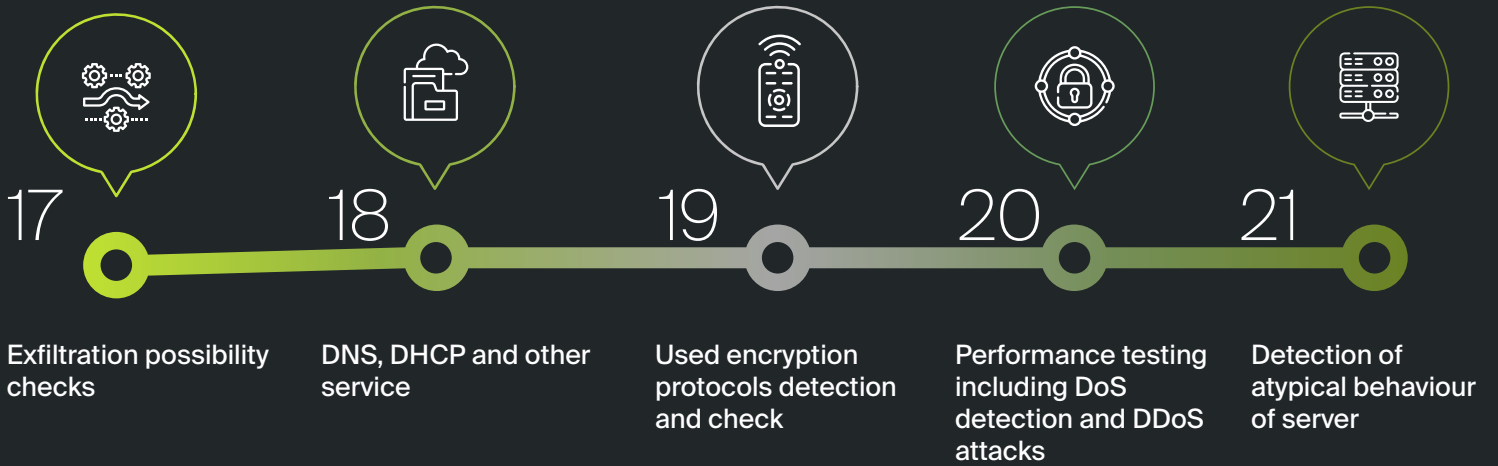 17
Exfiltration possibility
checks
18
DNS, DHCP and other
service
19
Used encryption
protocols detection
and check
20
Performance testing
including DoS
detection and DDoS
attacks
21
Detection of
atypical behaviour
of server